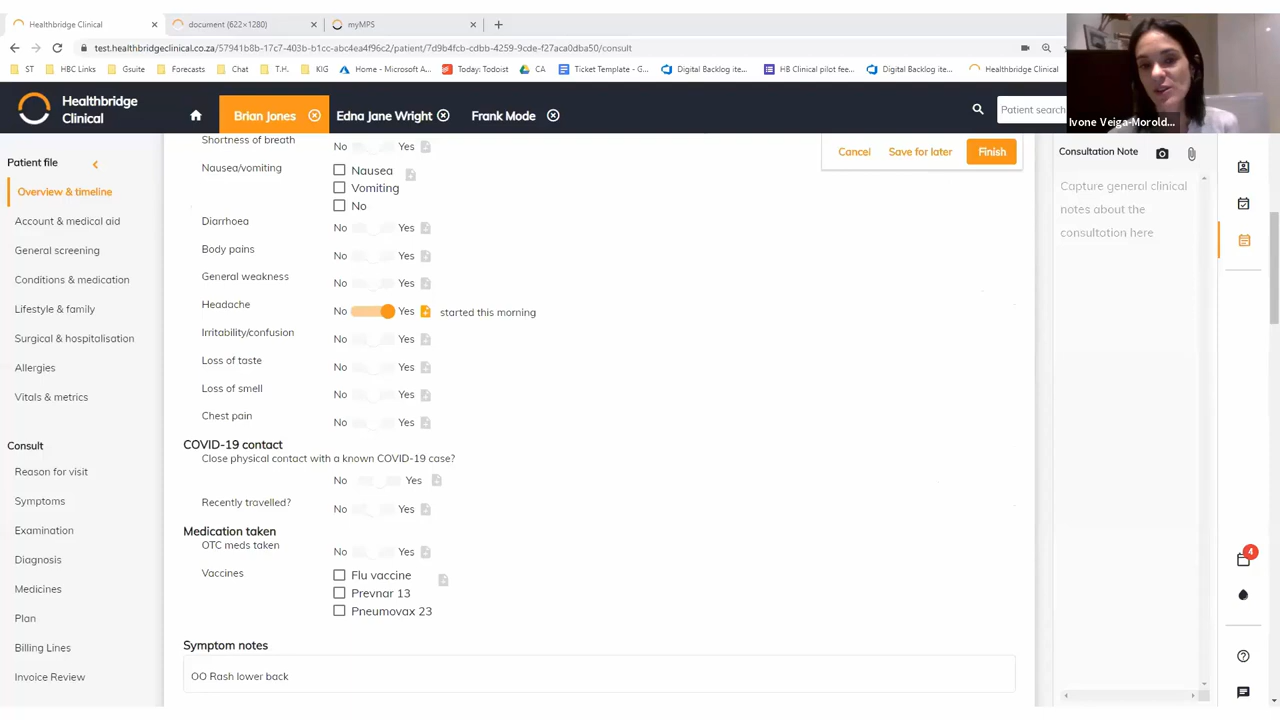 Healthbridge Clinical
document (622×1280)
myMPS
test.healthbridgeclinical.co.za/57941b8b-17c7-403b-b1cc-abc4ea4f96c2/patient/7d9b4fcb-cdbb-4259-9cde-f27aca0dba50/consult
ST
HBC Links
Gsuite
Forecasts
Chat
T.H.
KIG
Home - Microsoft A...
Today: Todoist
CA
Ticket Template - G...
Digital Backlog ite...
HB Clinical pilot fee...
Digital Backlog ite...
Healthbridge Clinical
Ivone Veiga-Morold...
Healthbridge
Clinical
Brian Jones
Edna Jane Wright
Frank Mode
Patient search
Patient file
Overview & timeline
Account & medical aid
General screening
Conditions & medication
Lifestyle & family
Surgical & hospitalisation
Allergies
Vitals & metrics
Consult
Reason for visit
Symptoms
Examination
Diagnosis
Medicines
Plan
Billing Lines
Invoice Review
Cancel
Save for later
Finish
Shortness of breath No Yes
Nausea/vomiting Nausea
Vomiting
No
Diarrhoea No Yes
Body pains No Yes
General weakness No Yes
Headache No Yes started this morning
Irritability/confusion No Yes
Loss of taste No Yes
Loss of smell No Yes
Chest pain No Yes
COVID-19 contact
Close physical contact with a known COVID-19 case?
No Yes
Recently travelled? No Yes
Medication taken
OTC meds taken No Yes
Vaccines Flu vaccine
Prevnar 13
Pneumovax 23
Symptom notes
OO Rash lower back
Consultation Note
Capture general clinical
notes about the
consultation here
4